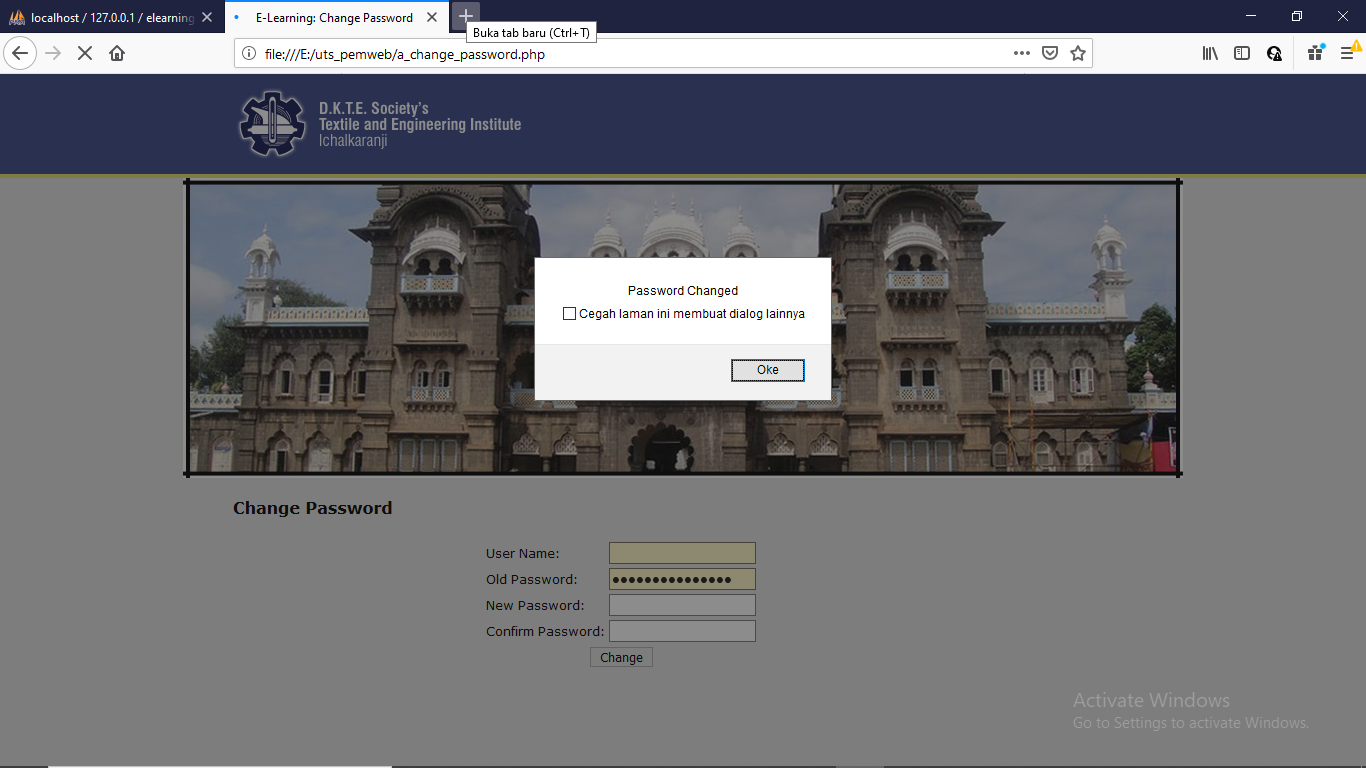 localhost / 127.0.0.1 / elearning
E-Learning: Change Password
Buka tab baru (Ctrl+T)
file:///E:/uts_pemweb/a_change_password.php
D.K.T.E. Society's
Textile and Engineering Institute
Ichalkaranji
Password Changed
Cegah laman ini membuat dialog lainnya
Oke
Change Password
User Name:
Old Password:
New Password:
Confirm Password:
Change
Activate Windows
Go to Settings to activate Windows.